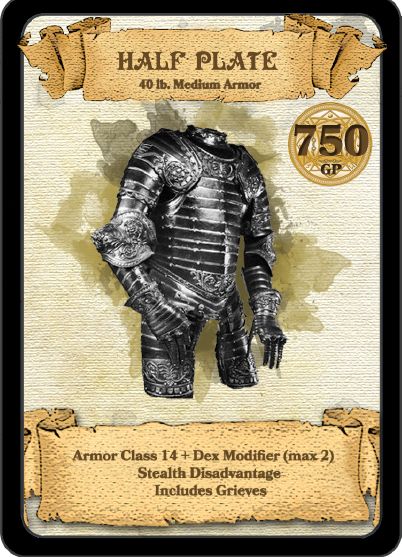 HALF PLATE
40 lb. Medium Armor
750
GP
Armor Class 14 + Dex Modifier (max 2)
Stealth Disadvantage
Includes Grieves